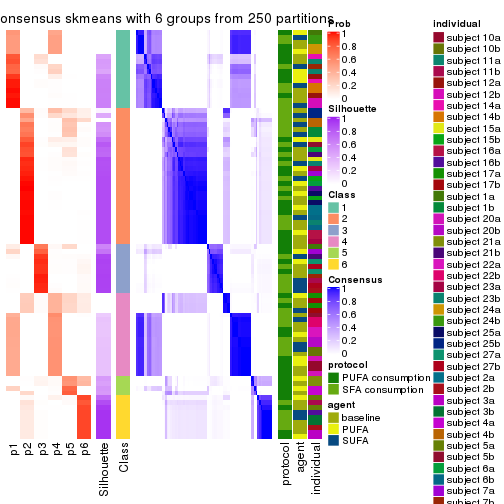 onsensus skmeans with 6 groups from 250 partitions
p1
p2
p3
p4
p5
p6
Silhouette
Class
protocol
agent
individual
Prob
1
0.8
0.6
0.4
0.2
0
Silhouette
1
0.8
0.6
0.4
0.2
0
Class
1
2
3
4
5
6
Consensus
1
0.8
0.6
0.4
0.2
0
protocol
PUFA consumption
SFA consumption
agent
baseline
PUFA
SUFA
individual
subject 10a
subject 10b
subject 11a
subject 11b
subject 12a
subject 12b
subject 14a
subject 14b
subject 15a
subject 15b
subject 16a
subject 16b
subject 17a
subject 17b
subject 1a
subject 1b
subject 20a
subject 20b
subject 21a
subject 21b
subject 22a
subject 22b
subject 23a
subject 23b
subject 24a
subject 24b
subject 25a
subject 25b
subject 27a
subject 27b
subject 2a
subject 2b
subject 3a
subject 3b
subject 4a
subject 4b
subject 5a
subject 5b
subject 6a
subject 6b
subject 7a
subject 7b